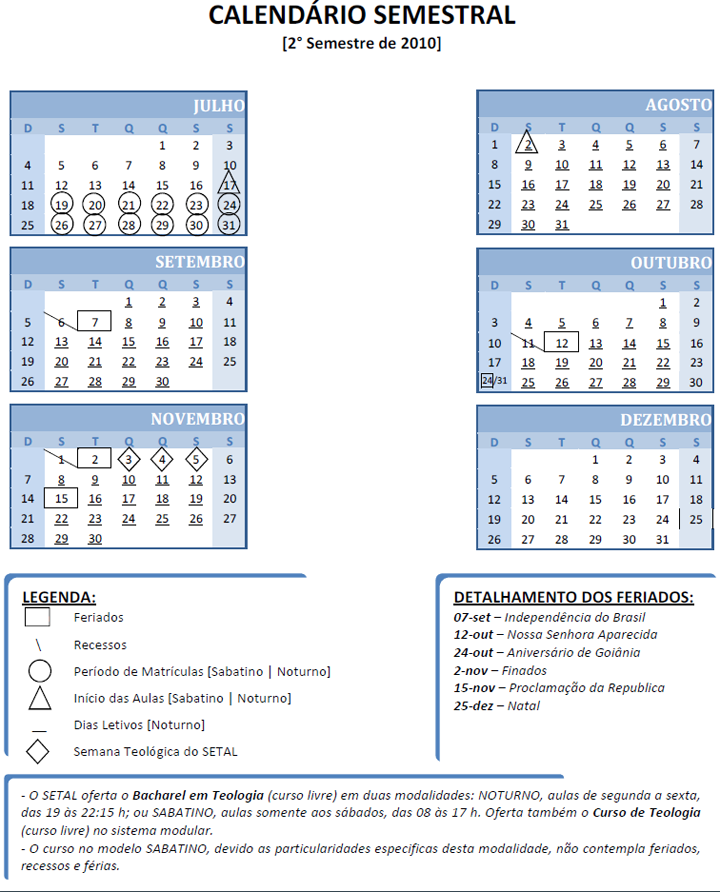 CALENDÁRIO SEMESTRAL
[2° Semestre de 2010]
JULHO
D S T Q Q S S
1 2 3
4 5 6 7 8 9 10
11 12 13 14 15 16 17
18 19 20 21 22 23 24
25 26 27 28 29 30 31
AGOSTO
D S T Q Q S S
1 2 3 4 5 6 7
8 9 10 11 12 13 14
15 16 17 18 19 20 21
22 23 24 25 26 27 28
29 30 31
SETEMBRO
D S T Q Q S S
1 2 3 4
5 6 7 8 9 10 11
12 13 14 15 16 17 18
19 20 21 22 23 24 25
26 27 28 29 30
OUTUBRO
D S T Q Q S S
1 2
3 4 5 6 7 8 9
10 11 12 13 14 15 16
17 18 19 20 21 22 23
24/31 25 26 27 28 29 30
NOVEMBRO
D S T Q Q S S
1 2 3 4 5 6
7 8 9 10 11 12 13
14 15 16 17 18 19 20
21 22 23 24 25 26 27
28 29 30
DEZEMBRO
D S T Q Q S S
1 2 3 4
5 6 7 8 9 10 11
12 13 14 15 16 17 18
19 20 21 22 23 24 25
26 27 28 29 30 31
LEGENDA:
Feriados
\ Recessos
Período de Matrículas [Sabatino | Noturno]
Início das Aulas [Sabatino | Noturno]
Dias Letivos [Noturno]
Semana Teológica do SETAL
DETALHAMENTO DOS FERIADOS:
07-set – Independência do Brasil
12-out – Nossa Senhora Aparecida
24-out – Aniversário de Goiânia
2-nov – Finados
15-nov – Proclamação da Republica
25-dez – Natal
- O SETAL oferta o Bacharel em Teologia (curso livre) em duas modalidades: NOTURNO, aulas de segunda a sexta,
das 19 às 22:15 h; ou SABATINO, aulas somente aos sábados, das 08 às 17 h. Oferta também o Curso de Teologia
(curso livre) no sistema modular.
- O curso no modelo SABATINO, devido as particularidades especificas desta modalidade, não contempla feriados,
recessos e férias.